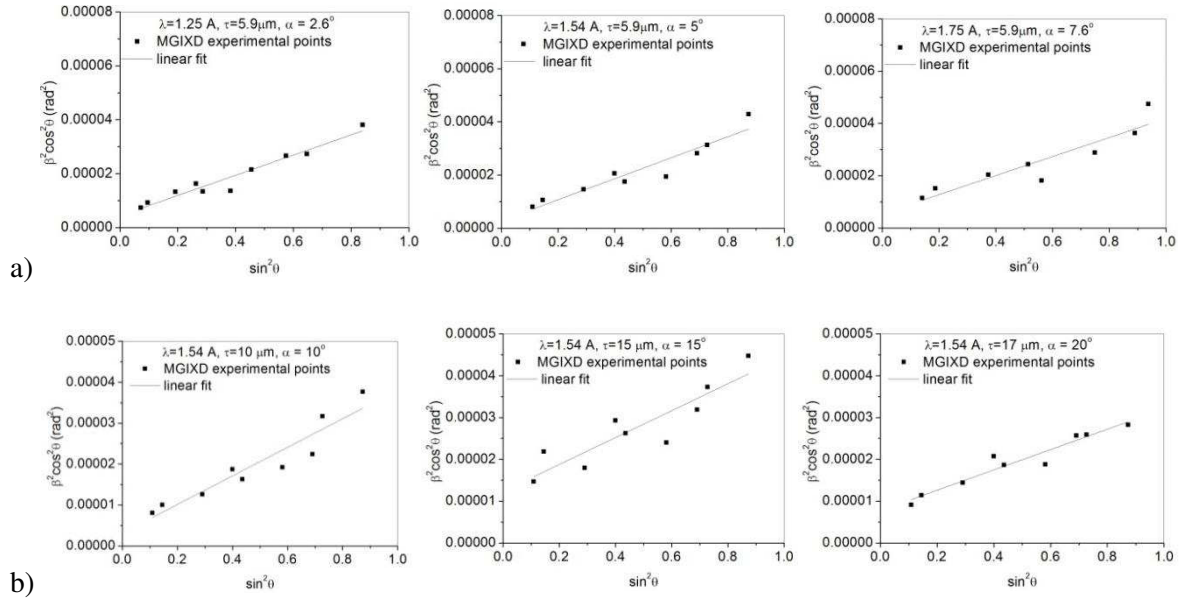 λ=1.25 A, τ=5.9μm, α = 2.6°
MGIXD experimental points
linear fit
β²cos²θ (rad²)
0.00008
0.00006
0.00004
0.00002
0.00000
0.0 0.2 0.4 0.6 0.8 1.0
sin²θ
λ=1.54 A, τ=5.9μm, α = 5°
MGIXD experimental points
linear fit
β²cos²θ (rad²)
0.00008
0.00006
0.00004
0.00002
0.00000
0.0 0.2 0.4 0.6 0.8 1.0
sin²θ
λ=1.75 A, τ=5.9μm, α = 7.6°
MGIXD experimental points
linear fit
β²cos²θ (rad²)
0.00008
0.00006
0.00004
0.00002
0.00000
0.0 0.2 0.4 0.6 0.8 1.0
sin²θ
a)
λ=1.54 A, τ=10 μm, α = 10°
MGIXD experimental points
linear fit
β²cos²θ (rad²)
0.00005
0.00004
0.00003
0.00002
0.00001
0.00000
0.0 0.2 0.4 0.6 0.8 1.0
sin²θ
λ=1.54 A, τ=15 μm, α = 15°
MGIXD experimental points
linear fit
β²cos²θ (rad²)
0.00005
0.00004
0.00003
0.00002
0.00001
0.00000
0.0 0.2 0.4 0.6 0.8 1.0
sin²θ
λ=1.54 A, τ=17 μm, α = 20°
MGIXD experimental points
linear fit
β²cos²θ (rad²)
0.00005
0.00004
0.00003
0.00002
0.00001
0.00000
0.0 0.2 0.4 0.6 0.8 1.0
sin²θ
b)